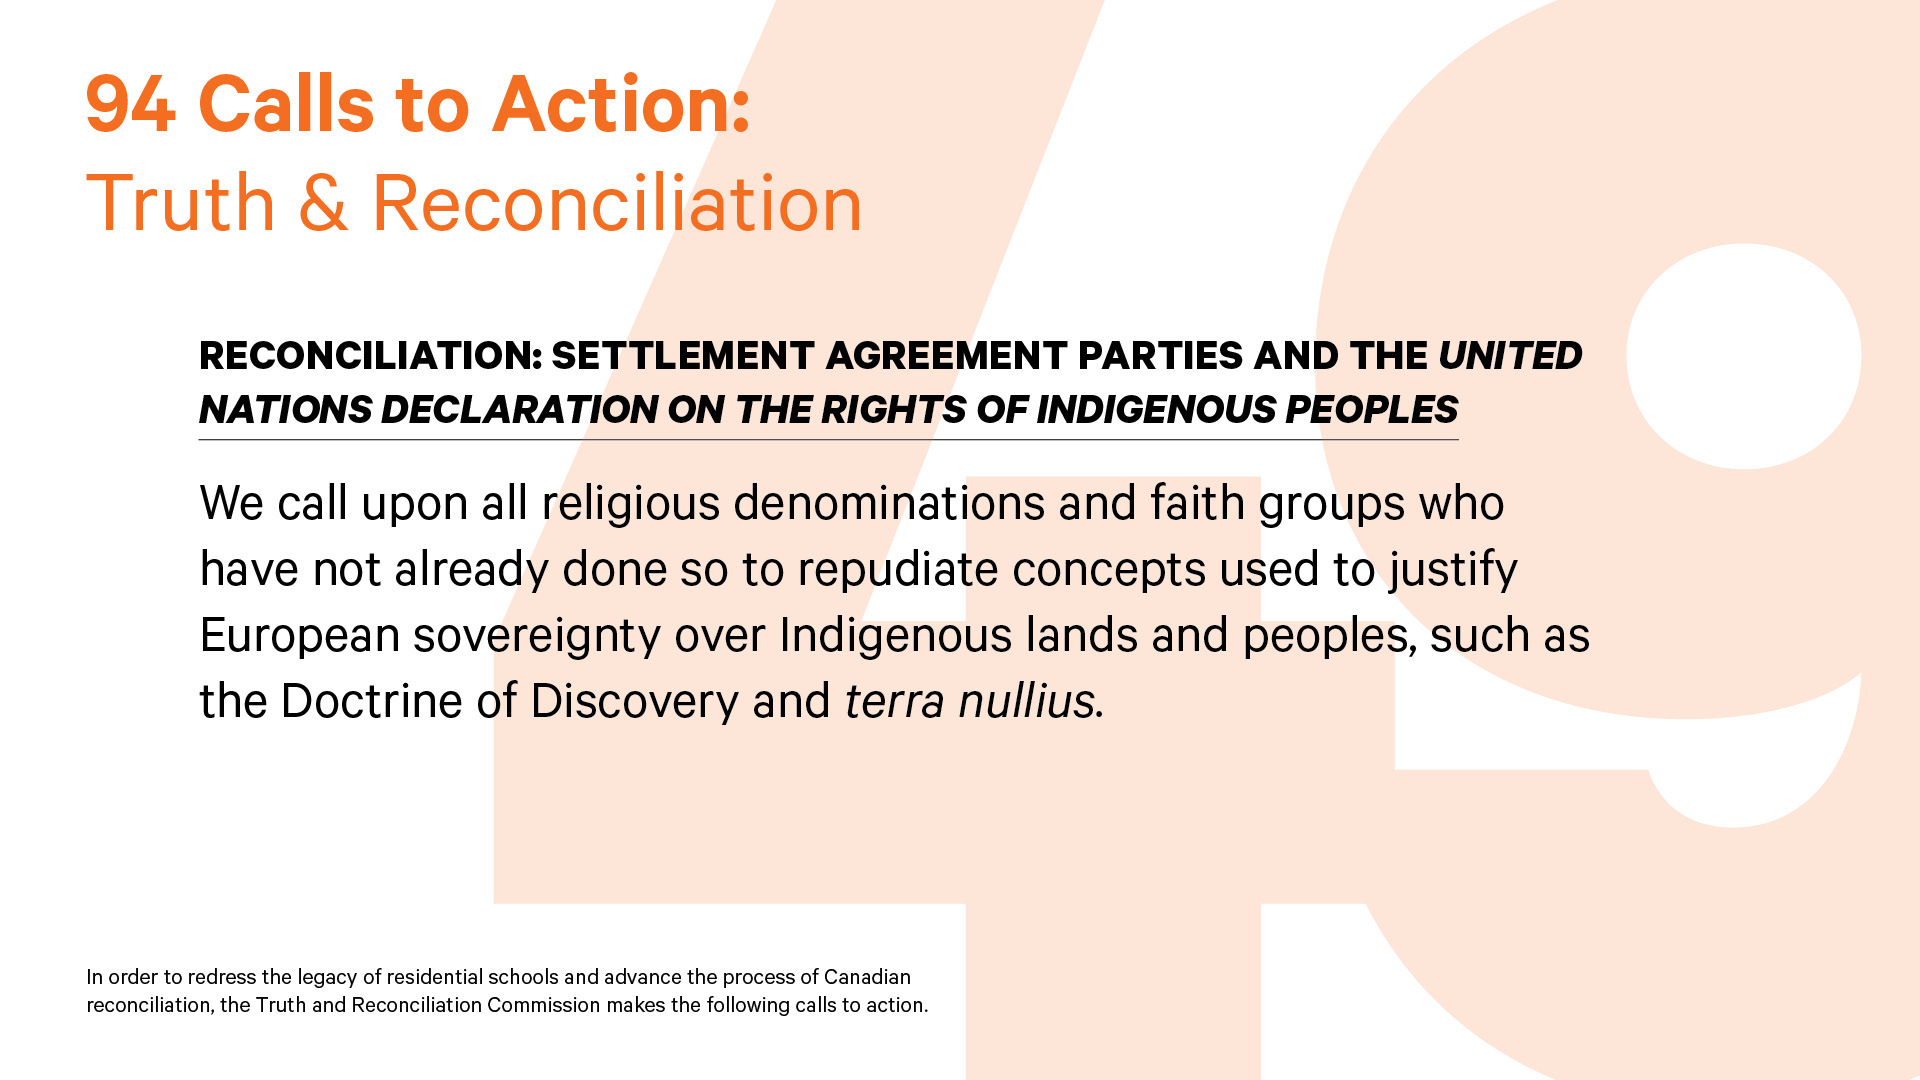 94 Calls to Action:
Truth & Reconciliation
RECONCILIATION: SETTLEMENT AGREEMENT PARTIES AND THE UNITED
NATIONS DECLARATION ON THE RIGHTS OF INDIGENOUS PEOPLES
We call upon all religious denominations and faith groups who
have not already done so to repudiate concepts used to justify
European sovereignty over Indigenous lands and peoples, such as
the Doctrine of Discovery and terra nullius.
In order to redress the legacy of residential schools and advance the process of Canadian
reconciliation, the Truth and Reconciliation Commission makes the following calls to action.
49